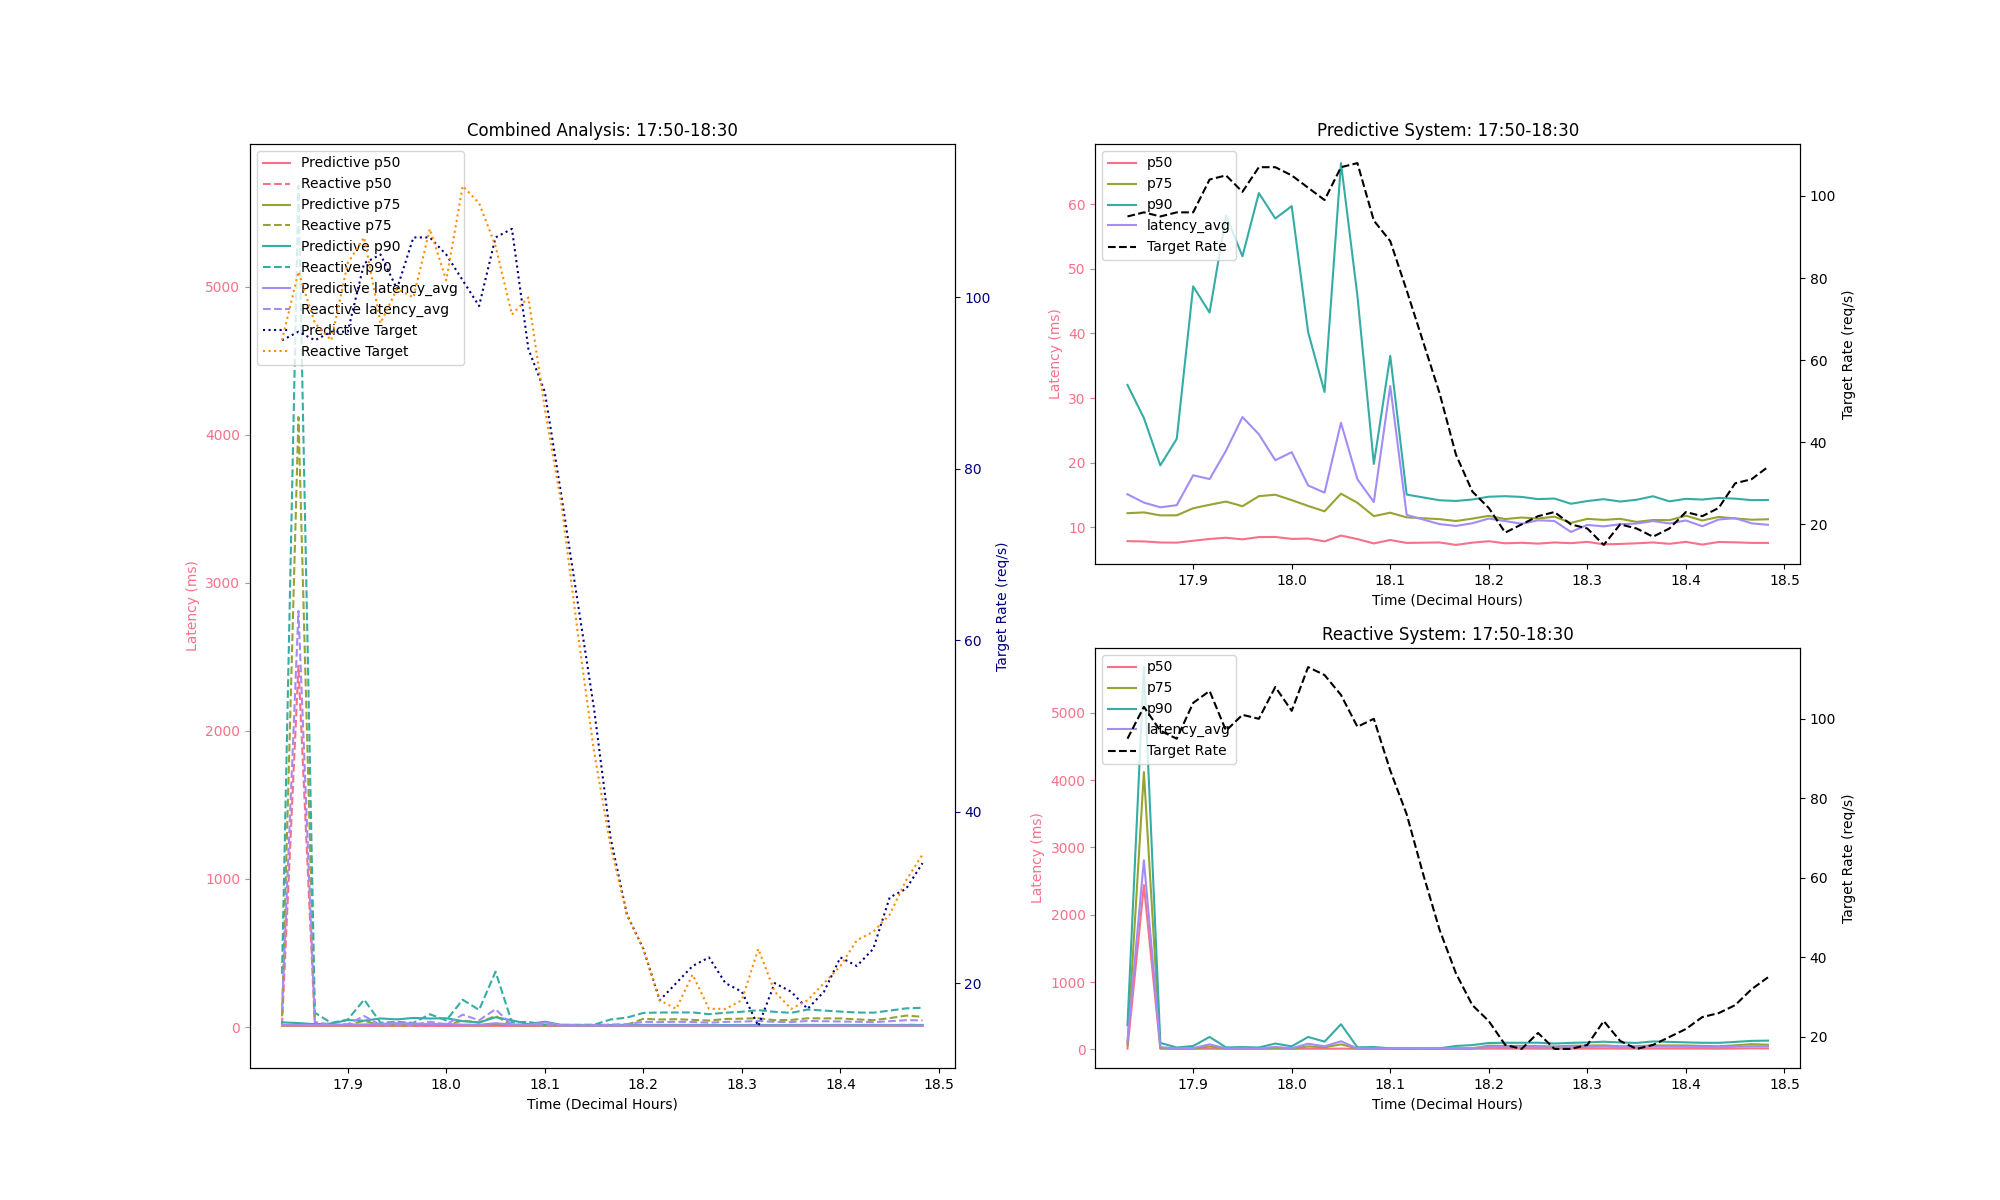 Combined Analysis: 17:50-18:30
Predictive p50
Reactive p50
Predictive p75
Reactive p75
Predictive p90
Reactive p90
Predictive latency_avg
Reactive latency_avg
Predictive Target
Reactive Target
Latency (ms)
5000
4000
3000
2000
1000
0
100
80
60
40
20
Target Rate (req/s)
17.9 18.0 18.1 18.2 18.3 18.4 18.5
Time (Decimal Hours)
Predictive System: 17:50-18:30
p50
p75
p90
latency_avg
Target Rate
Latency (ms)
60
50
40
30
20
10
100
80
60
40
20
Target Rate (req/s)
17.9 18.0 18.1 18.2 18.3 18.4 18.5
Time (Decimal Hours)
Reactive System: 17:50-18:30
p50
p75
p90
latency_avg
Target Rate
Latency (ms)
5000
4000
3000
2000
1000
0
100
80
60
40
20
Target Rate (req/s)
17.9 18.0 18.1 18.2 18.3 18.4 18.5
Time (Decimal Hours)